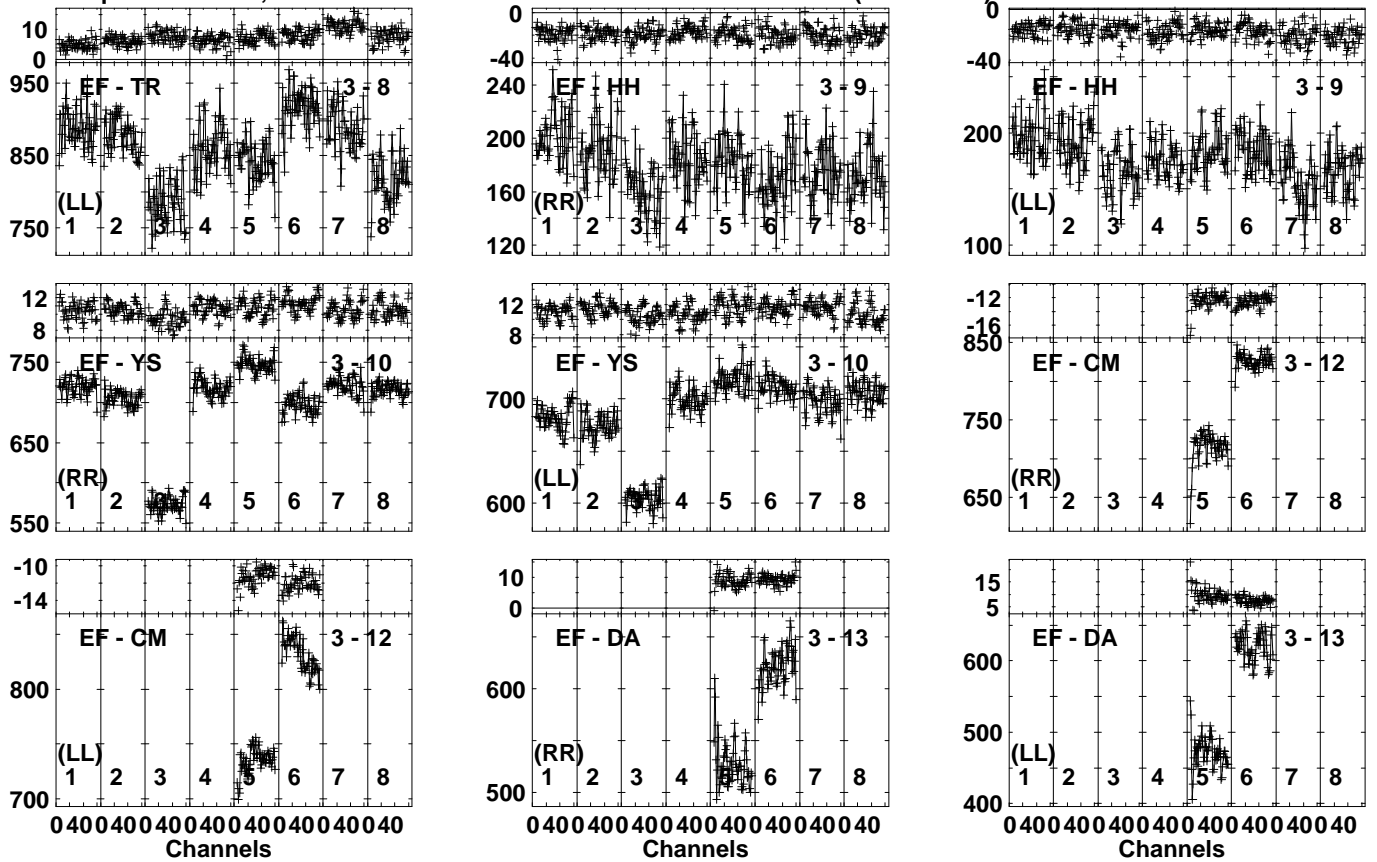 10
0
950
850
750
EF - TR 3 - 8
(LL)
1 2 3 4 5 6 7 8
0
-40
240
200
160
120
EF - HH 3 - 9
(RR)
1 2 3 4 5 6 7 8
0
-40
200
100
EF - HH 3 - 9
(LL)
1 2 3 4 5 6 7 8
12
8
750
650
550
EF - YS 3 - 10
(RR)
1 2 3 4 5 6 7 8
12
8
700
600
EF - YS 3 - 10
(LL)
1 2 3 4 5 6 7 8
-12
-16
850
750
650
EF - CM 3 - 12
(RR)
1 2 3 4 5 6 7 8
-10
-14
800
700
EF - CM 3 - 12
(LL)
1 2 3 4 5 6 7 8
0 40 0 40 0 40 0 40 0 40 0 40 0 40 0 40
Channels
10
0
600
500
EF - DA 3 - 13
(RR)
1 2 3 4 5 6 7 8
0 40 0 40 0 40 0 40 0 40 0 40 0 40 0 40
Channels
15
5
600
500
400
EF - DA 3 - 13
(LL)
1 2 3 4 5 6 7 8
0 40 0 40 0 40 0 40 0 40 0 40 0 40 0 40
Channels